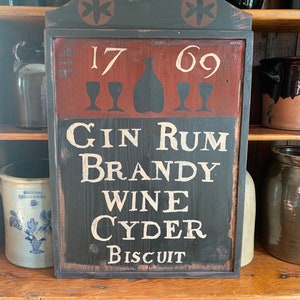 17 69
GIN RUM
BRANDY
WINE
CYDER
BISCUIT